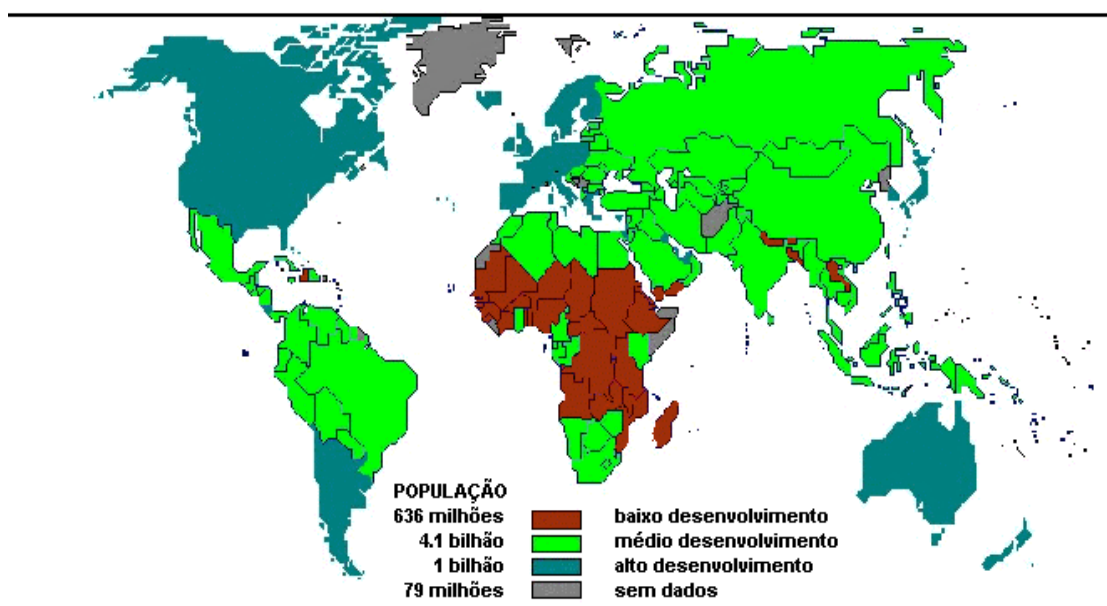 POPULAÇÃO
636 milhões baixo desenvolvimento
4.1 bilhão médio desenvolvimento
1 bilhão alto desenvolvimento
79 milhões sem dados